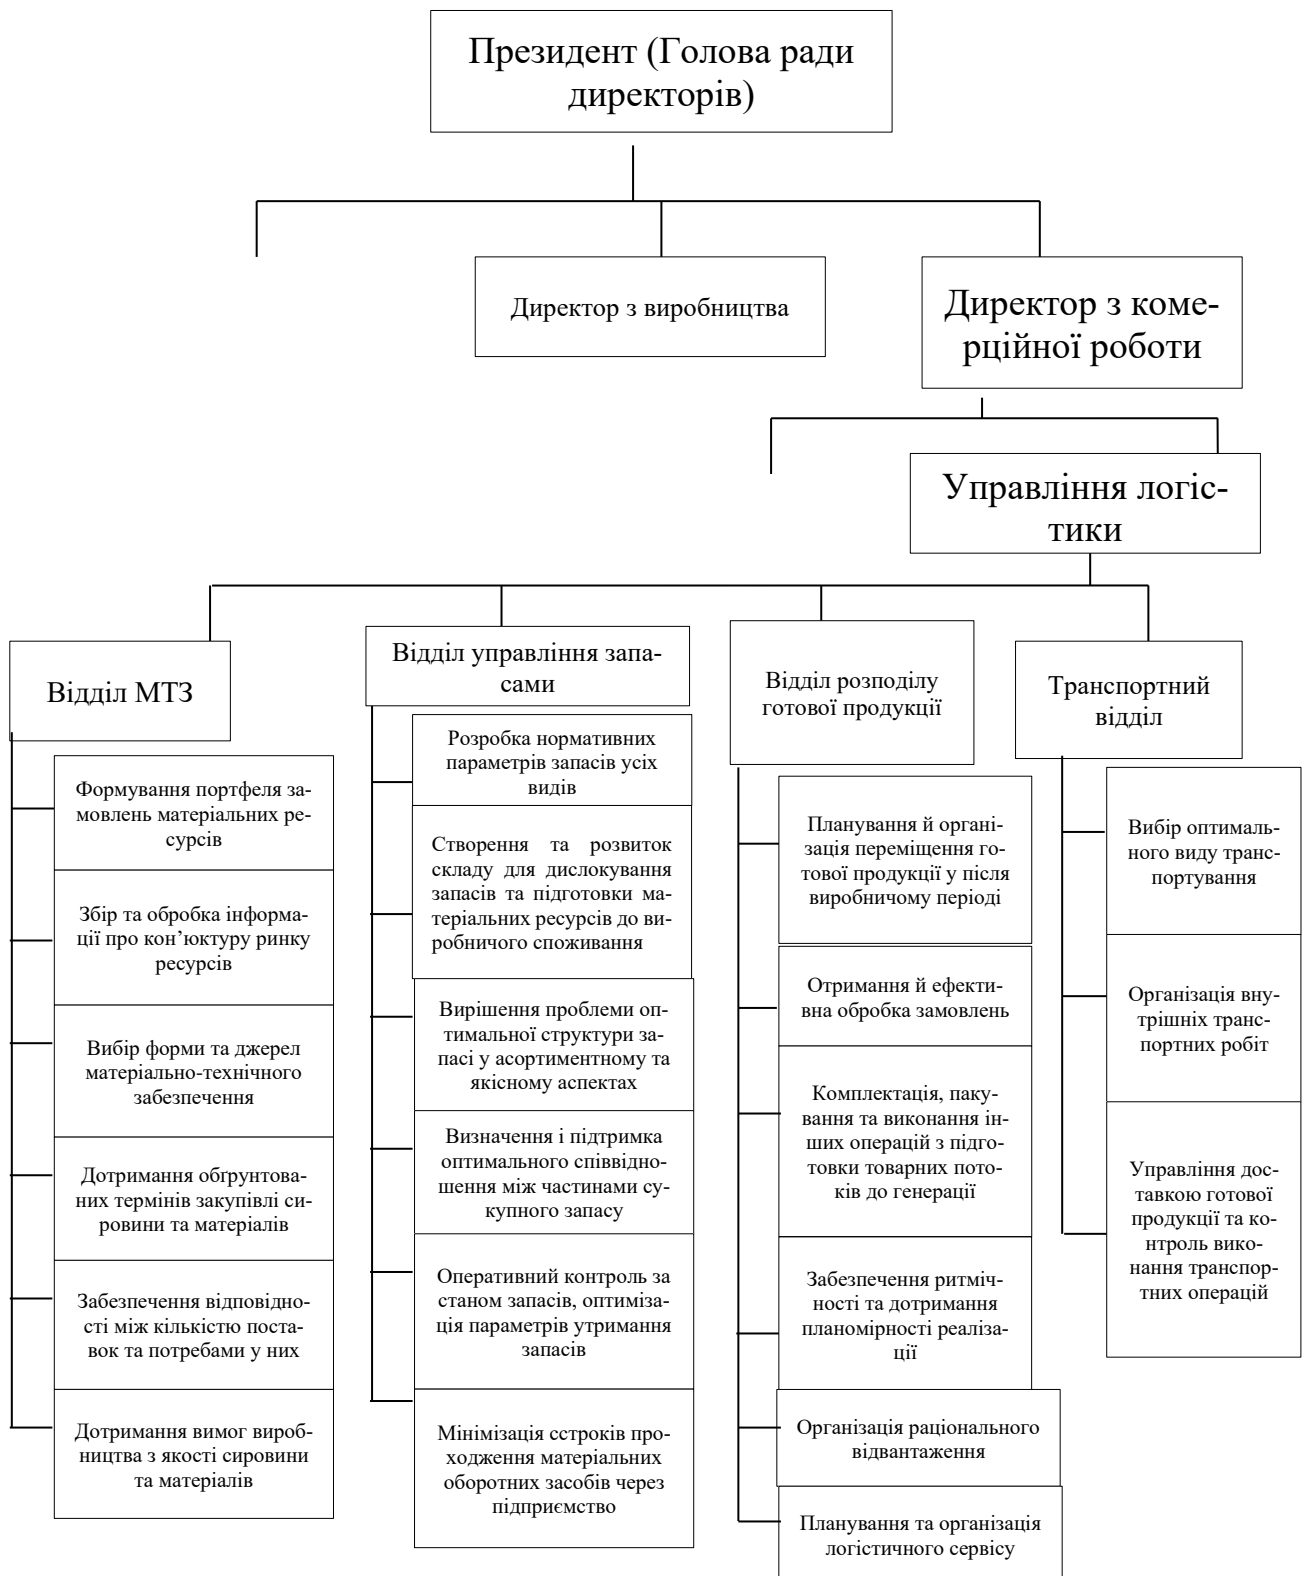 Президент (Голова ради
директорів)
Директор з виробництва
Директор з коме-
рційної роботи
Управління логіс-
тики
Відділ МТЗ
Формування портфеля за-
мовлень матеріальних ре-
сурсів
Збір та обробка інформа-
ції про кон’юктуру ринку
ресурсів
Вибір форми та джерел
матеріально-технічного
забезпечення
Дотримання обґрунтова-
них термінів закупівлі си-
ровини та матеріалів
Забезпечення відповідно-
сті між кількістю поста-
вок та потребами у них
Дотримання вимог вироб-
ництва з якості сировини
та матеріалів
Відділ управління запа-
сами
Розробка нормативних
параметрів запасів усіх
видів
Створення та розвиток
складу для дислокування
запасів та підготовки ма-
теріальних ресурсів до ви-
робничого споживання
Вирішення проблеми оп-
тимальної структури за-
пасі у асортиментному та
якісному аспектах
Визначення і підтримка
оптимального співвідно-
шення між частинами су-
купного запасу
Оперативний контроль за
станом запасів, оптиміза-
ція параметрів утримання
запасів
Мінімізація сстроків про-
ходження матеріальних
оборотних засобів через
підприємство
Відділ розподілу
готової продукції
Планування й органі-
зація переміщення го-
тової продукції у після
виробничому періоді
Отримання й ефекти-
вна обробка замовлень
Комплектація, паку-
вання та виконання ін-
ших операцій з підго-
товки товарних пото-
ків до генерації
Забезпечення ритміч-
ності та дотримання
планомірності реаліза-
ції
Організація раціонального
відвантаження
Планування та організація
логістичного сервісу
Транспортний
відділ
Вибір оптималь-
ного виду транс-
портування
Організація вну-
трішніх транс-
портних робіт
Управління дос-
тавкою готової
продукції та ко-
нтроль вико-
нання транспор-
тних операцій